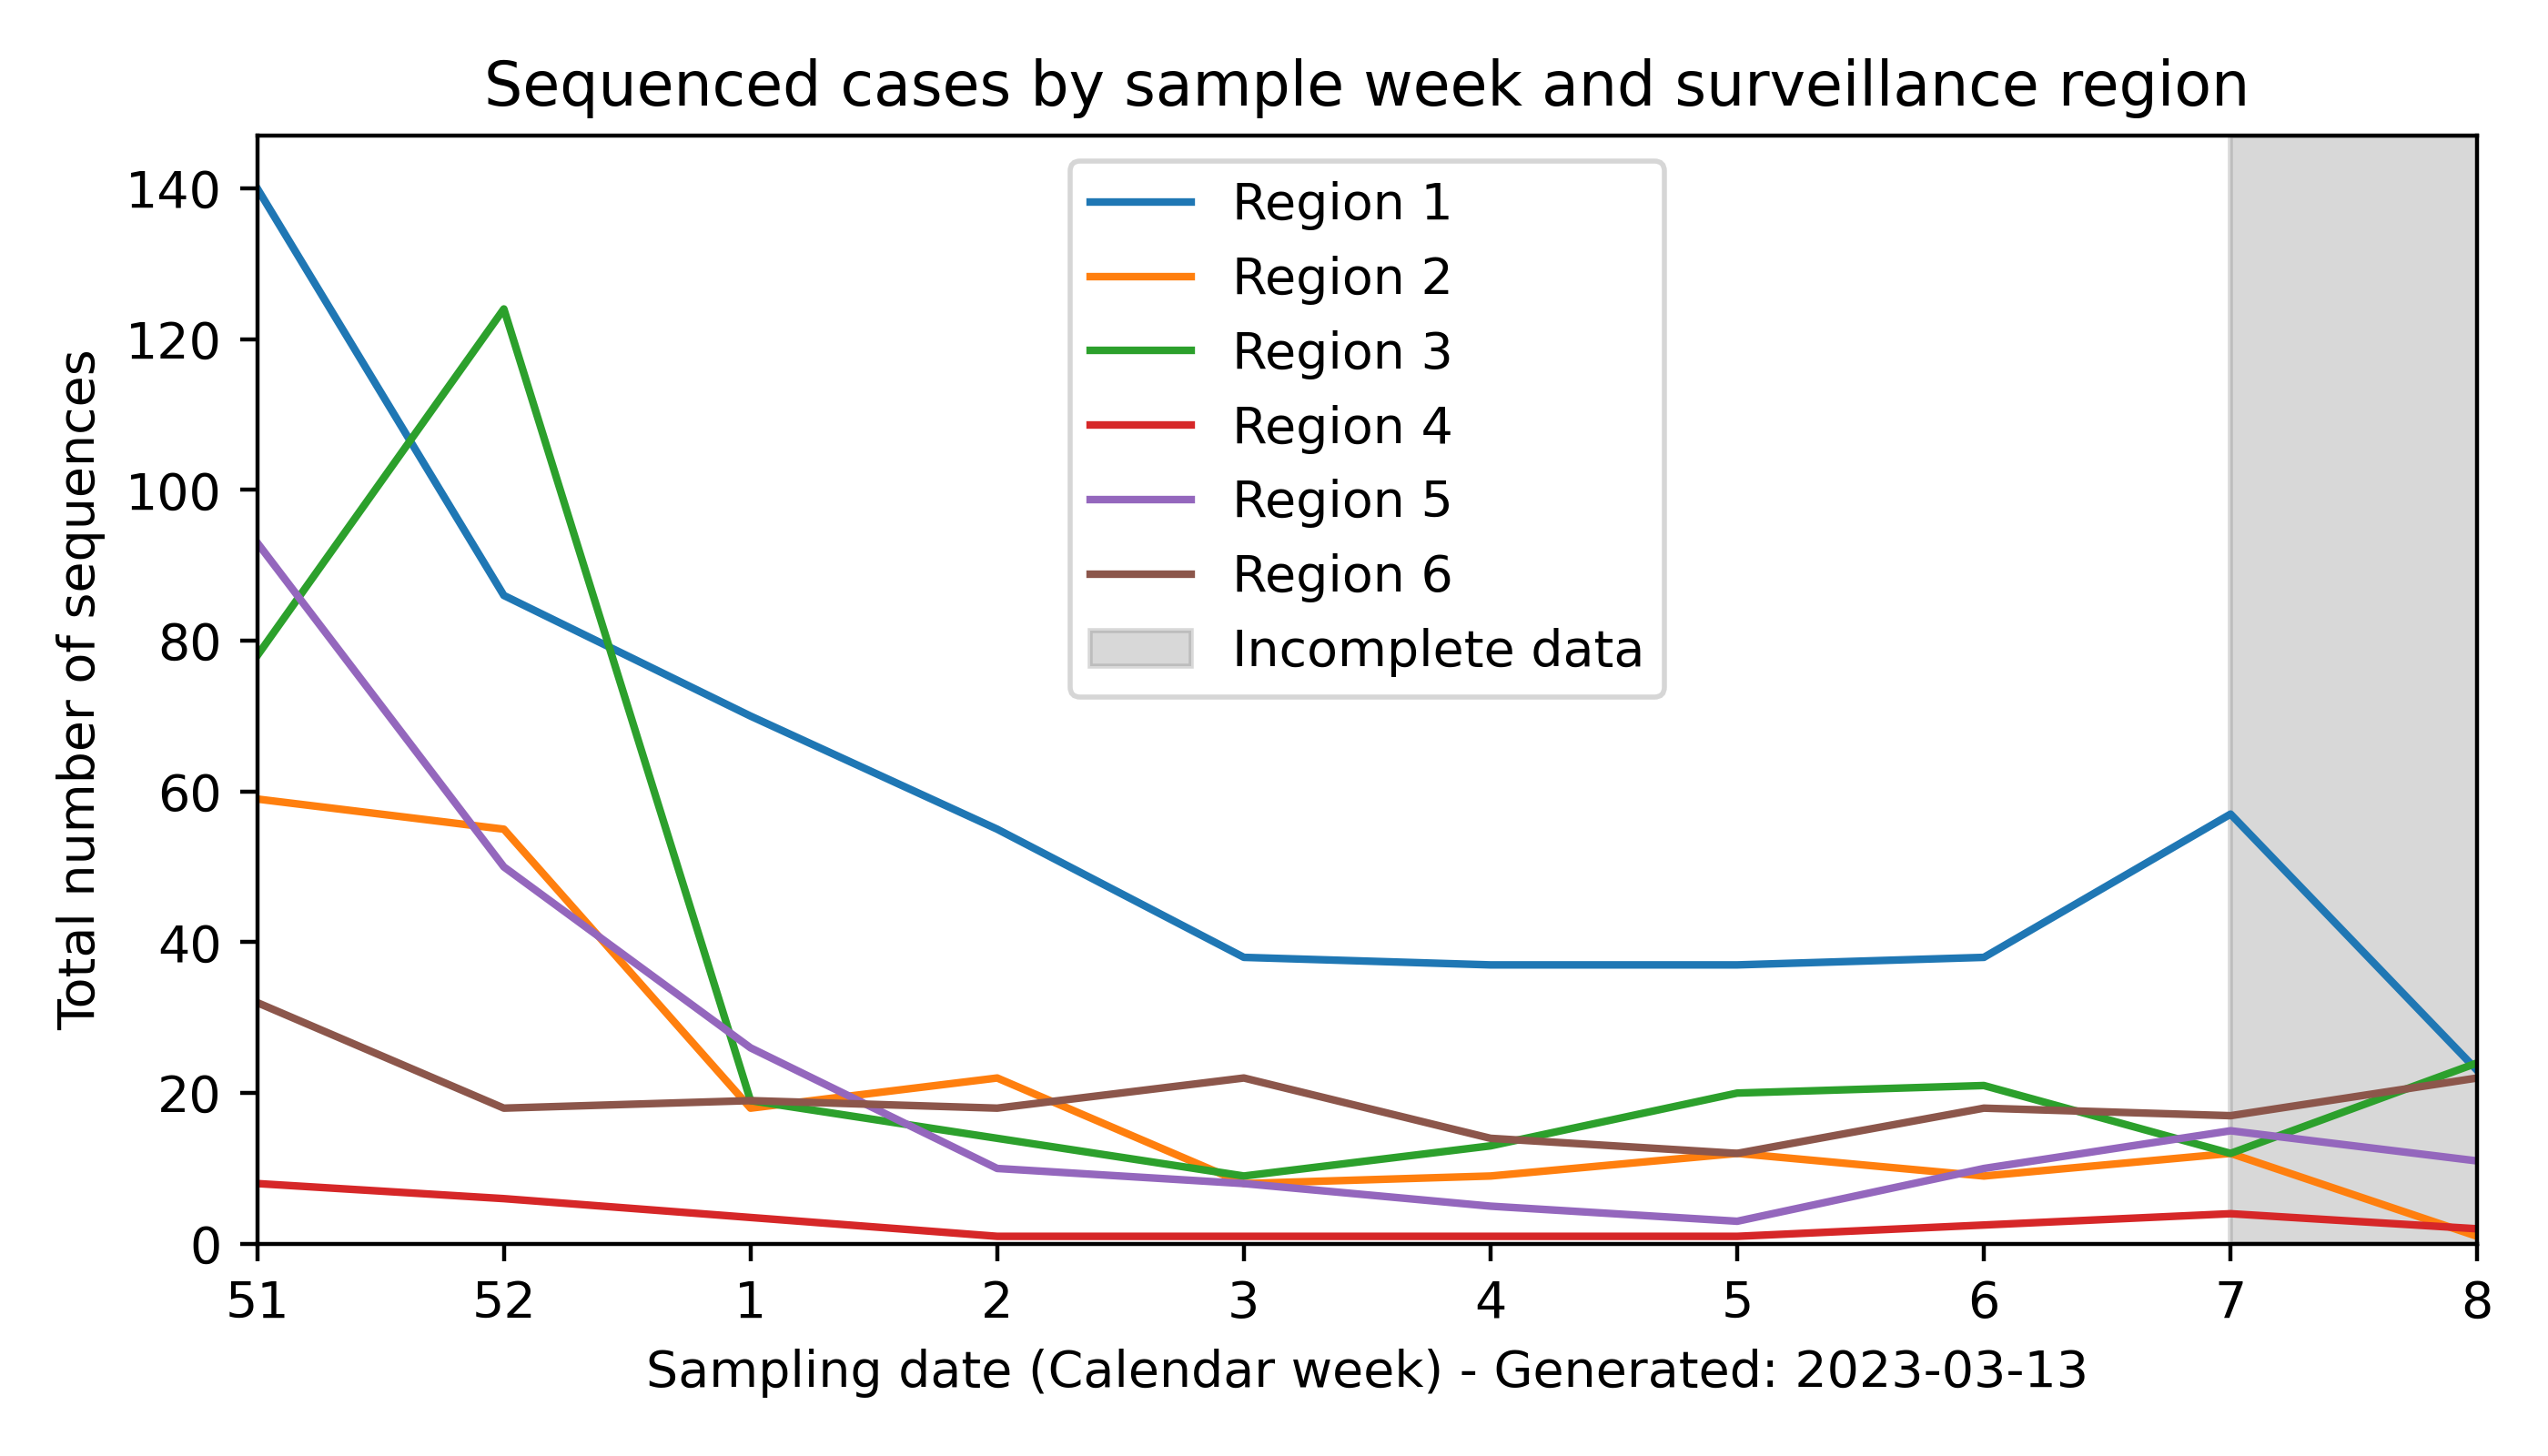 Sequenced cases by sample week and surveillance region
Total number of sequences
140
120
100
80
60
40
20
0
Region 1
Region 2
Region 3
Region 4
Region 5
Region 6
Incomplete data
51 52 1 2 3 4 5 6 7 8
Sampling date (Calendar week) - Generated: 2023-03-13